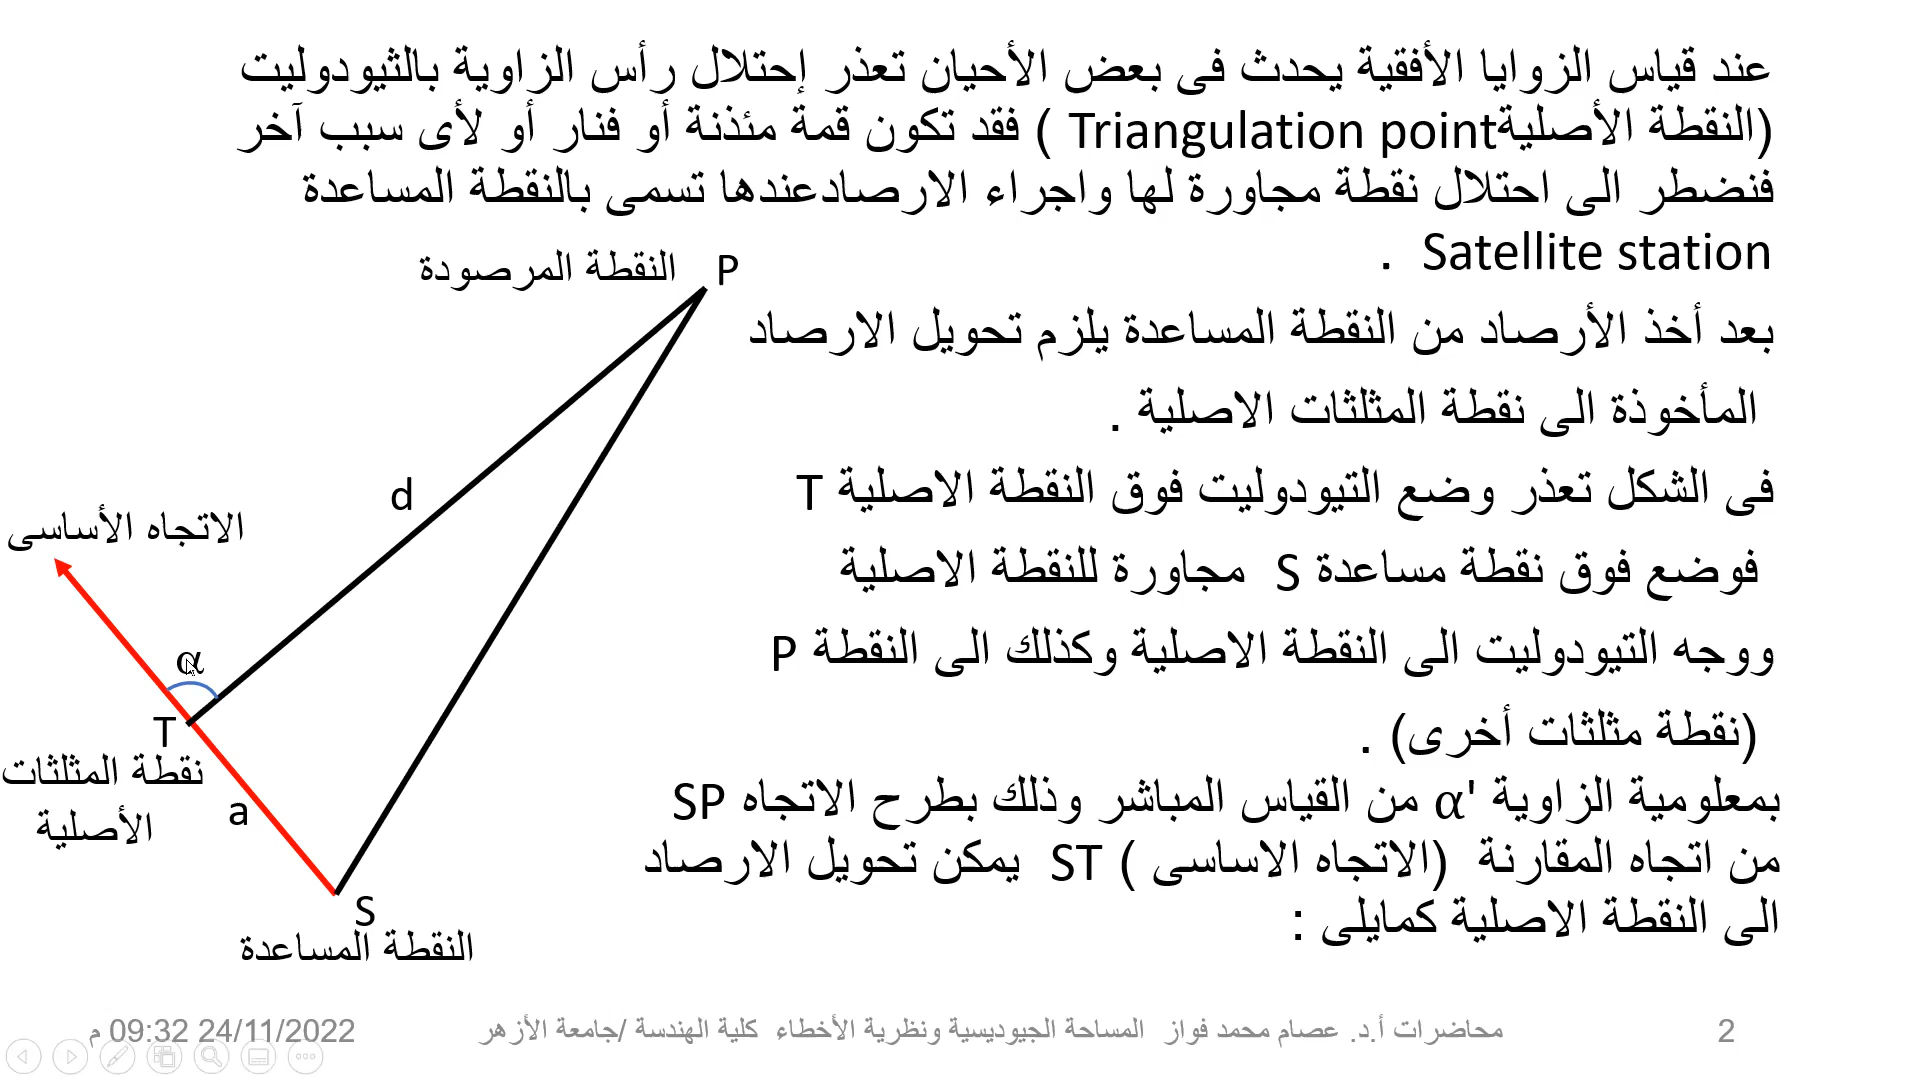 عند قياس الزوايا الأفقية يحدث فى بعض الأحيان تعذر إحتلال رأس الزاوية بالثيودوليت
(النقطة الأصليةTriangulation point ) فقد تكون قمة مئذنة أو فنار أو لأى سبب آخر
فنضطر الى احتلال نقطة مجاورة لها واجراء الارصادعندها تسمى بالنقطة المساعدة
Satellite station .
النقطة المرصودة P
بعد أخذ الأرصاد من النقطة المساعدة يلزم تحويل الارصاد
المأخوذة الى نقطة المثلثات الاصلية .
فى الشكل تعذر وضع التيودوليت فوق النقطة الاصلية T
d
الاتجاه الأساسى
فوضع فوق نقطة مساعدة S مجاورة للنقطة الاصلية
ووجه التيودوليت الى النقطة الاصلية وكذلك الى النقطة P
α
(نقطة مثلثات أخرى) .
T
نقطة المثلثات
الأصلية
a
بمعلومية الزاوية α' من القياس المباشر وذلك بطرح الاتجاه SP
من اتجاه المقارنة (الاتجاه الاساسى ) ST يمكن تحويل الارصاد
الى النقطة الاصلية كمايلى :
S
النقطة المساعدة
2
محاضرات أ.د. عصام محمد فواز المساحة الجيوديسية ونظرية الأخطاء كلية الهندسة /جامعة الأزهر
24/11/2022 09:32 م